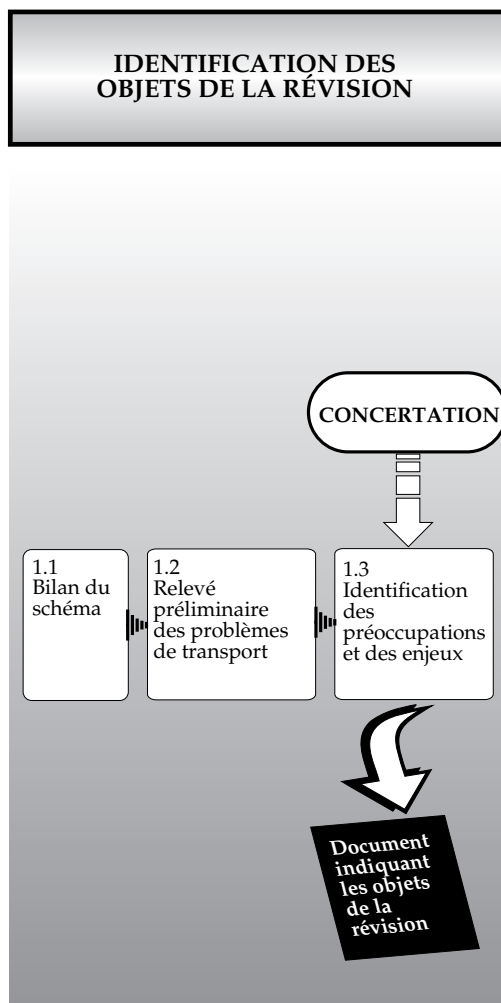 IDENTIFICATION DES
OBJETS DE LA RÉVISION
CONCERTATION
1.1
Bilan du
schéma
1.2
Relevé
préliminaire
des problèmes
de transport
1.3
Identification
des
préoccupations
et des enjeux
Document
indiquant
les objets
de la
révision